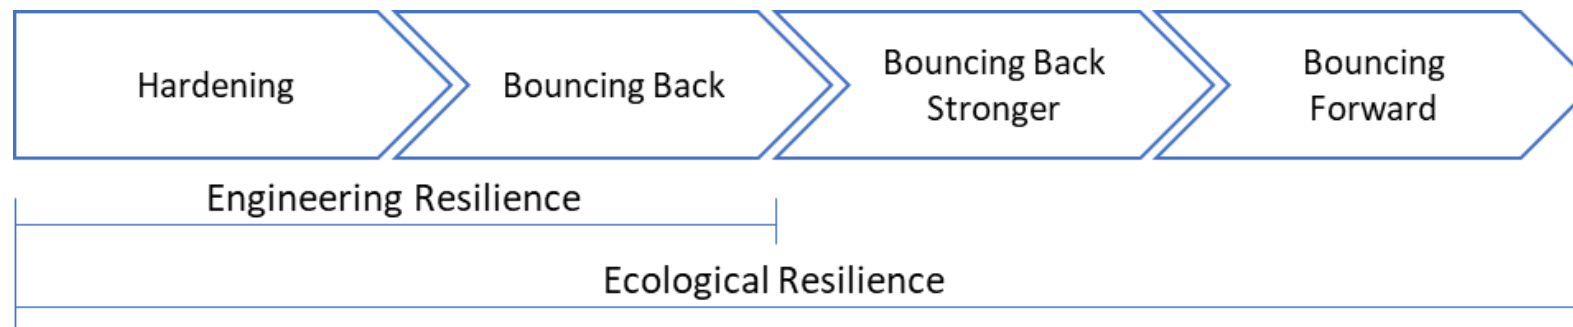 Hardening
Bouncing Back
Bouncing Back
Stronger
Bouncing
Forward
Engineering Resilience
Ecological Resilience